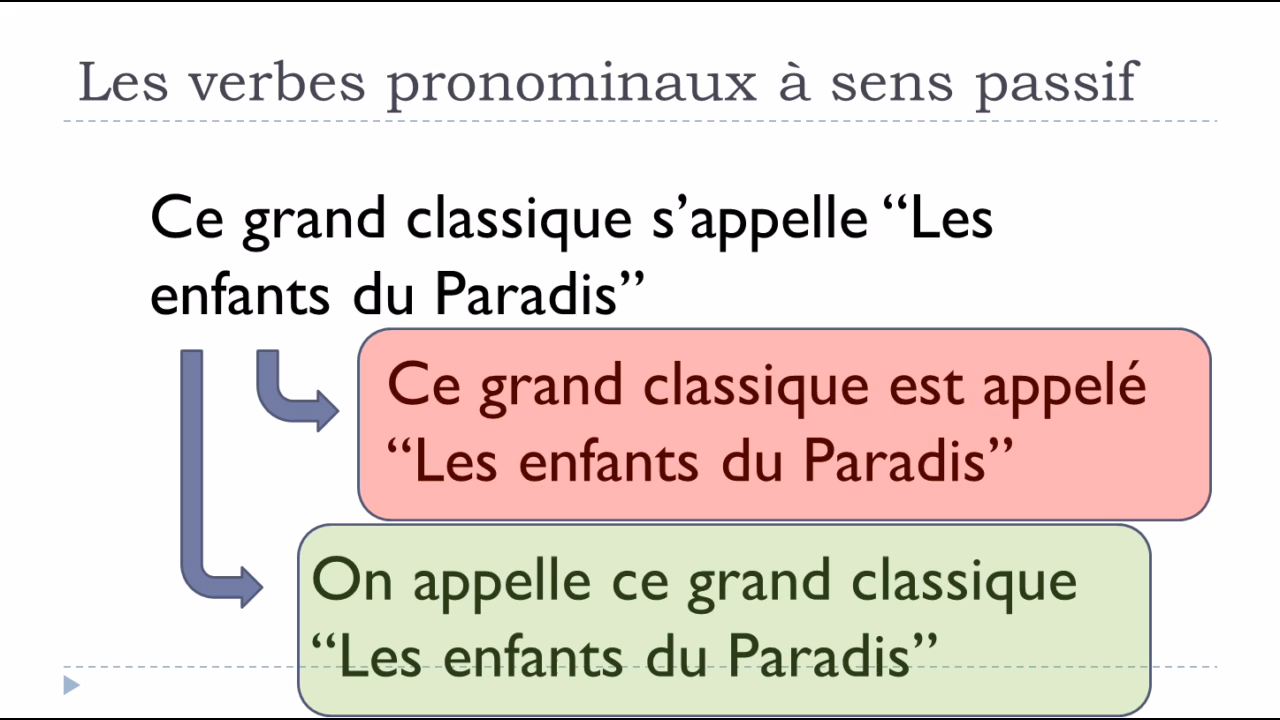 Les verbes pronominaux à sens passif
Ce grand classique s’appelle “Les
enfants du Paradis”
Ce grand classique est appelé
“Les enfants du Paradis”
On appelle ce grand classique
“Les enfants du Paradis”